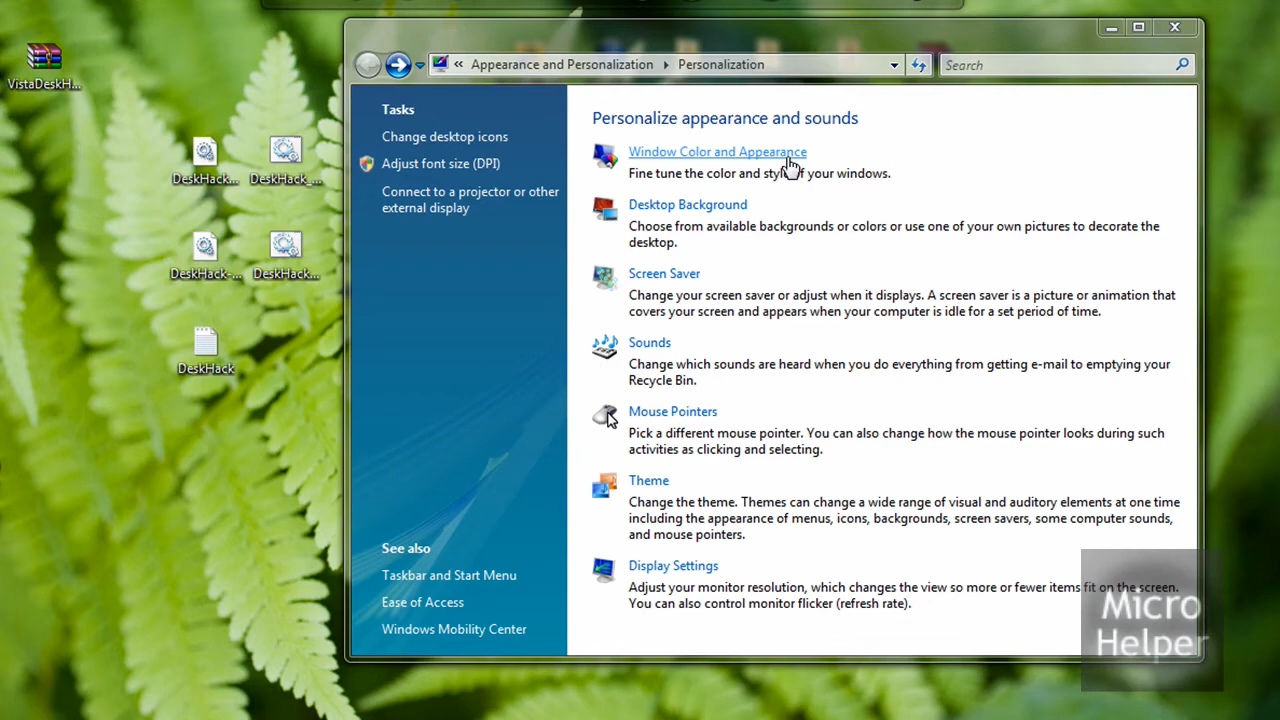 VistaDeskH...
DeskHack...
DeskHack_...
DeskHack-...
DeskHack...
DeskHack
« Appearance and Personalization
Personalization
Search
Tasks
Change desktop icons
Adjust font size (DPI)
Connect to a projector or other
external display
See also
Taskbar and Start Menu
Ease of Access
Windows Mobility Center
Personalize appearance and sounds
Window Color and Appearance
Fine tune the color and style of your windows.
Desktop Background
Choose from available backgrounds or colors or use one of your own pictures to decorate the
desktop.
Screen Saver
Change your screen saver or adjust when it displays. A screen saver is a picture or animation that
covers your screen and appears when your computer is idle for a set period of time.
Sounds
Change which sounds are heard when you do everything from getting e-mail to emptying your
Recycle Bin.
Mouse Pointers
Pick a different mouse pointer. You can also change how the mouse pointer looks during such
activities as clicking and selecting.
Theme
Change the theme. Themes can change a wide range of visual and auditory elements at one time
including the appearance of menus, icons, backgrounds, screen savers, some computer sounds,
and mouse pointers.
Display Settings
Adjust your monitor resolution, which changes the view so more or fewer items fit on the screen.
You can also control monitor flicker (refresh rate).
Micro
Helper